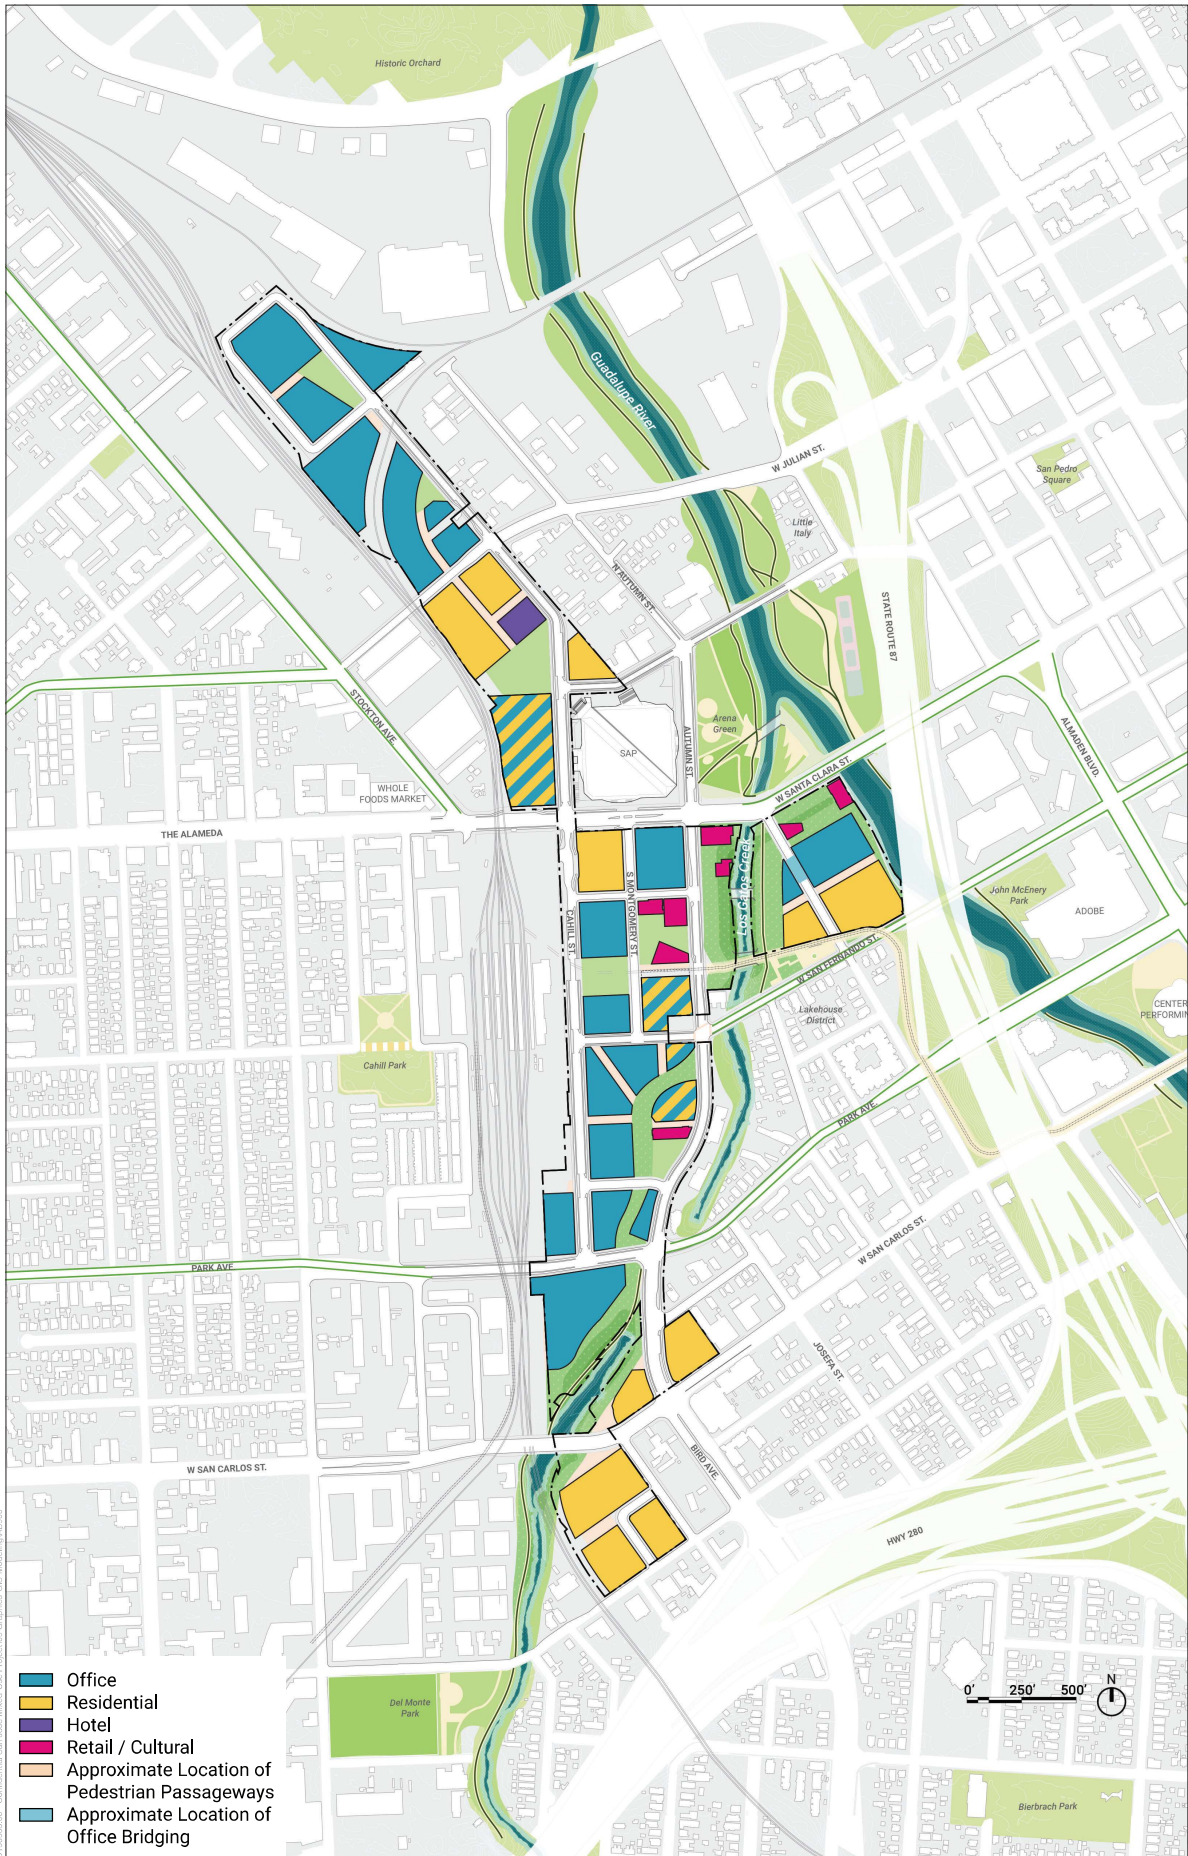 Historic Orchard
Guadalupe River
W JULIAN ST.
San Pedro
Square
Little
Italy
N AUTUMN ST.
STATE ROUTE 87
STOCKTON AVE.
Arena
Green
AUTUMN ST.
SAP
ALMADEN BLVD.
W SANTA CLARA ST.
WHOLE
FOODS MARKET
THE ALAMEDA
Los Gatos Creek
S MONTGOMERY ST.
CAHILL ST.
John McEnery
Park
ADOBE
W SAN FERNANDO ST.
CENTER
PERFORMIN
Lakehouse
District
Cahill Park
PARK AVE.
W SAN CARLOS ST.
PARK AVE
JOSEFA ST.
BIRD AVE.
W SAN CARLOS ST.
HWY 280
Del Monte
Park
Bierbrach Park
0' 250' 500'
N
Office
Residential
Hotel
Retail / Cultural
Approximate Location of
Pedestrian Passageways
Approximate Location of
Office Bridging